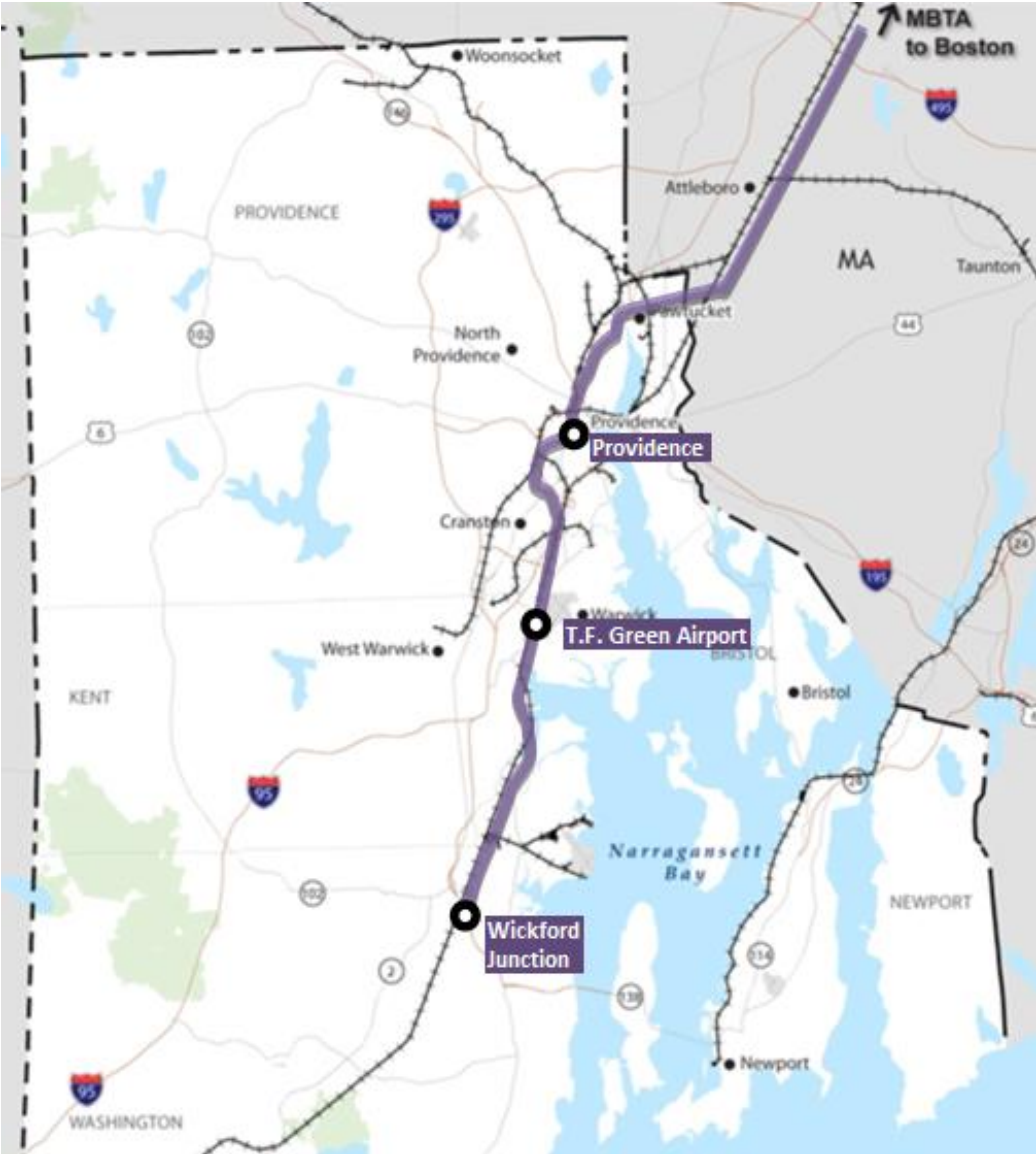 MBTA
to Boston
Woonsocket
146
495
Attleboro
295
PROVIDENCE
MA
Taunton
Pawtucket
44
102
North
Providence
6
Providence
Providence
Cranston
24
195
Warwick
T.F. Green Airport
West Warwick
BRISTOL
KENT
Bristol
24
95
Narragansett
Bay
102
NEWPORT
Wickford
Junction
2
114
138
Newport
95
WASHINGTON